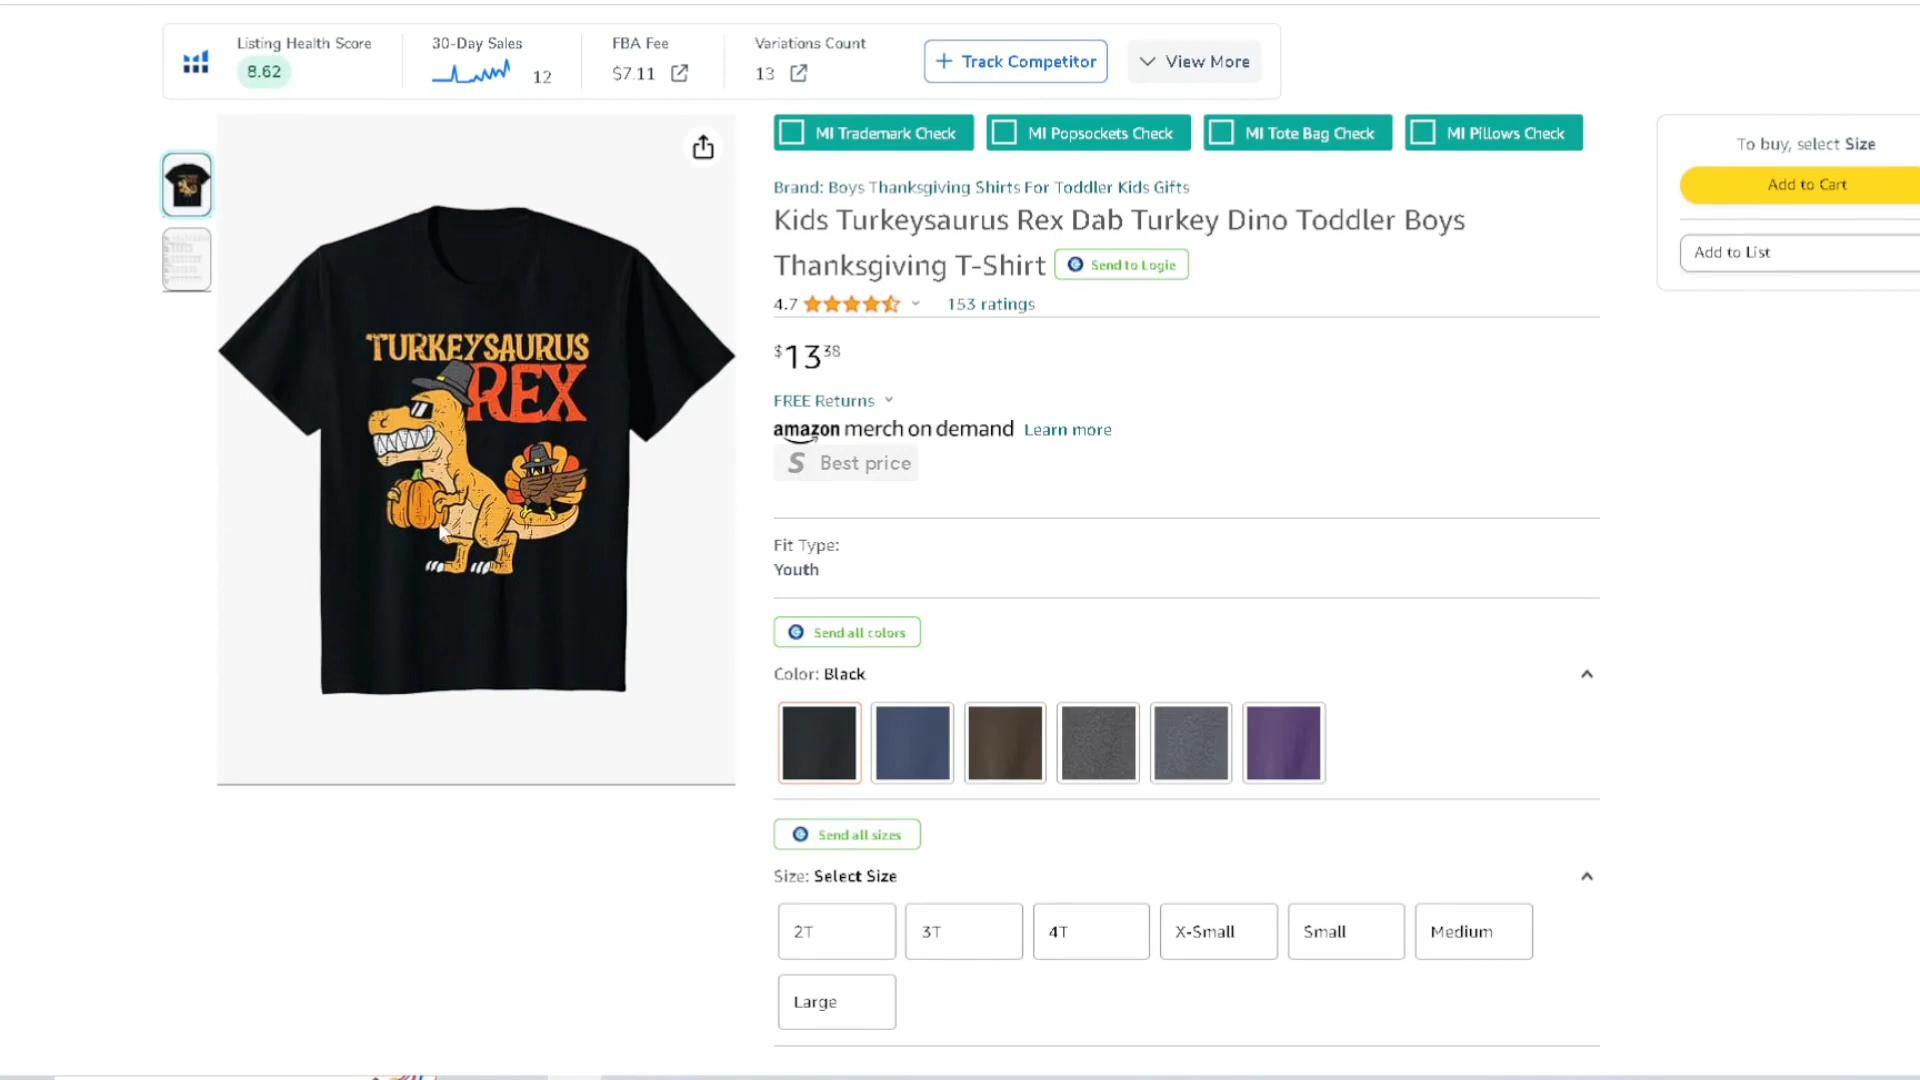 Listing Health Score
8.62
30-Day Sales
12
FBA Fee
$7.11
Variations Count
13
+ Track Competitor
View More
MI Trademark Check
MI Popsockets Check
MI Tote Bag Check
MI Pillows Check
Brand: Boys Thanksgiving Shirts For Toddler Kids Gifts
Kids Turkeysaurus Rex Dab Turkey Dino Toddler Boys
Thanksgiving T-Shirt
Send to Logie
4.7
153 ratings
$13.38
FREE Returns
amazon merch on demand Learn more
S Best price
Fit Type:
Youth
Send all colors
Color: Black
Send all sizes
Size: Select Size
2T
3T
4T
X-Small
Small
Medium
Large
TURKEYSAURUS
REX
To buy, select Size
Add to Cart
Add to List